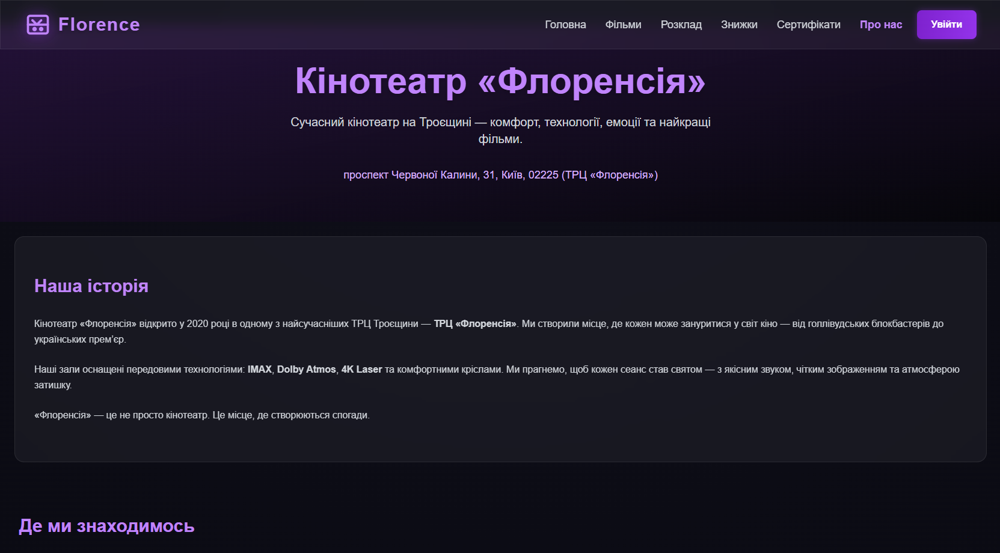 Florence
Головна
Фільми
Розклад
Знижки
Сертифікати
Про нас
Увійти
Кінотеатр «Флоренсія»
Сучасний кінотеатр на Троєщині — комфорт, технології, емоції та найкращі
фільми.
проспект Червоної Калини, 31, Київ, 02225 (ТРЦ «Флоренсія»)
Наша історія
Кінотеатр «Флоренсія» відкрито у 2020 році в одному з найсучасніших ТРЦ Троєщини — ТРЦ «Флоренсія». Ми створили місце, де кожен може зануритися у світ кіно — від голлівудських блокбастерів до
українських прем’єр.
Наші зали оснащені передовими технологіями: IMAX, Dolby Atmos, 4K Laser та комфортними кріслами. Ми прагнемо, щоб кожен сеанс став святом — з якісним звуком, чітким зображенням та атмосферою
затишку.
«Флоренсія» — це не просто кінотеатр. Це місце, де створюються спогади.
Де ми знаходимось